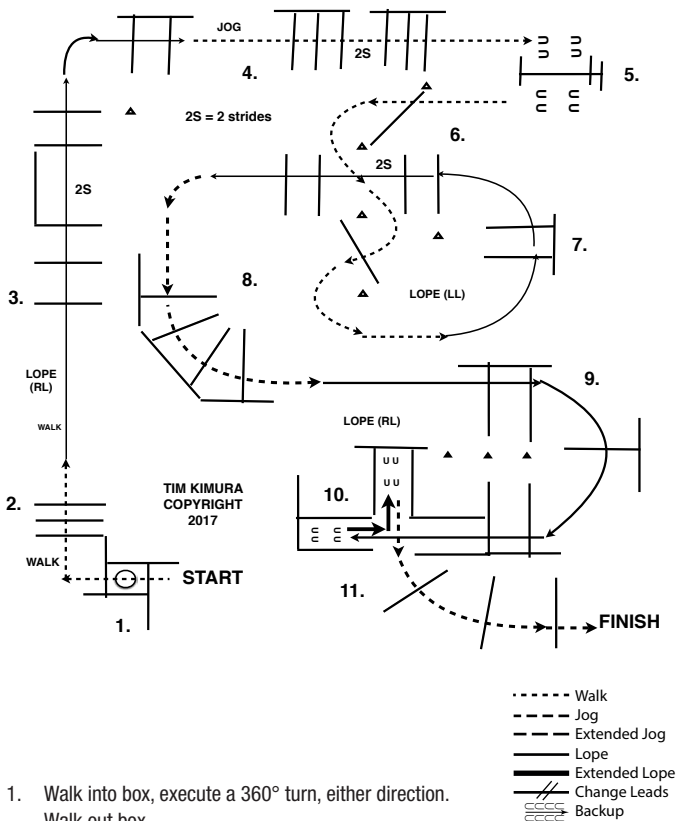 JOG
4.
2S
5.
2S = 2 strides
6.
2S
2S
7.
8.
3.
LOPE (LL)
LOPE
(RL)
9.
LOPE (RL)
WALK
2.
TIM KIMURA
COPYRIGHT
2017
10.
WALK
START
11.
1.
FINISH
Walk
Jog
Extended Jog
Lope
Extended Lope
Change Leads
Backup
1. Walk into box, execute a 360° turn, either direction.
Walk out box.